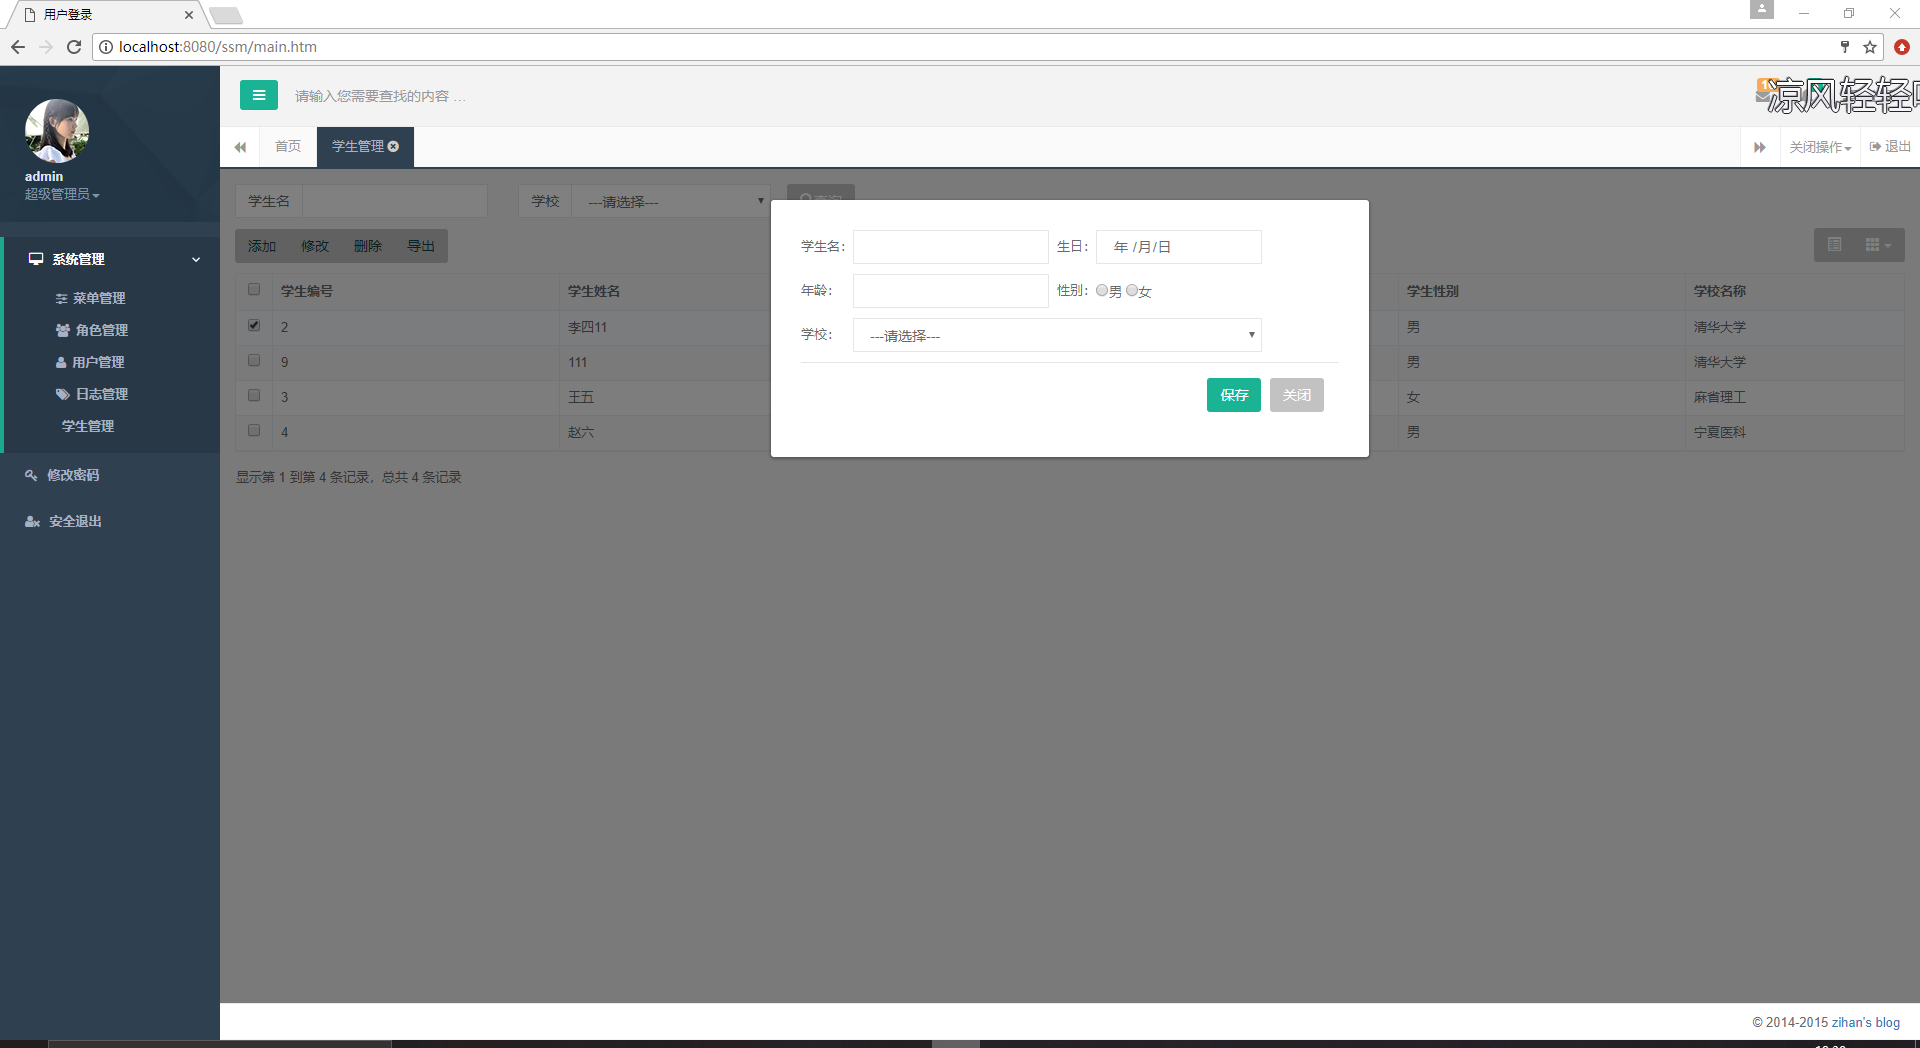 用户登录
localhost:8080/ssm/main.htm
请输入您需要查找的内容 …
凉风轻轻
admin
超级管理员
首页
学生管理
关闭操作
退出
系统管理
菜单管理
角色管理
用户管理
日志管理
学生管理
修改密码
安全退出
学生名
学校
---请选择---
添加 修改 删除 导出
学生编号 学生姓名 学生性别 学校名称
2 李四11 男 清华大学
9 111 男 清华大学
3 王五 女 麻省理工
4 赵六 男 宁夏医科
显示第 1 到第 4 条记录，总共 4 条记录
学生名： 生日： 年 /月/日
年龄： 性别： 男 女
学校： ---请选择---
保存 关闭
© 2014-2015 zihan's blog